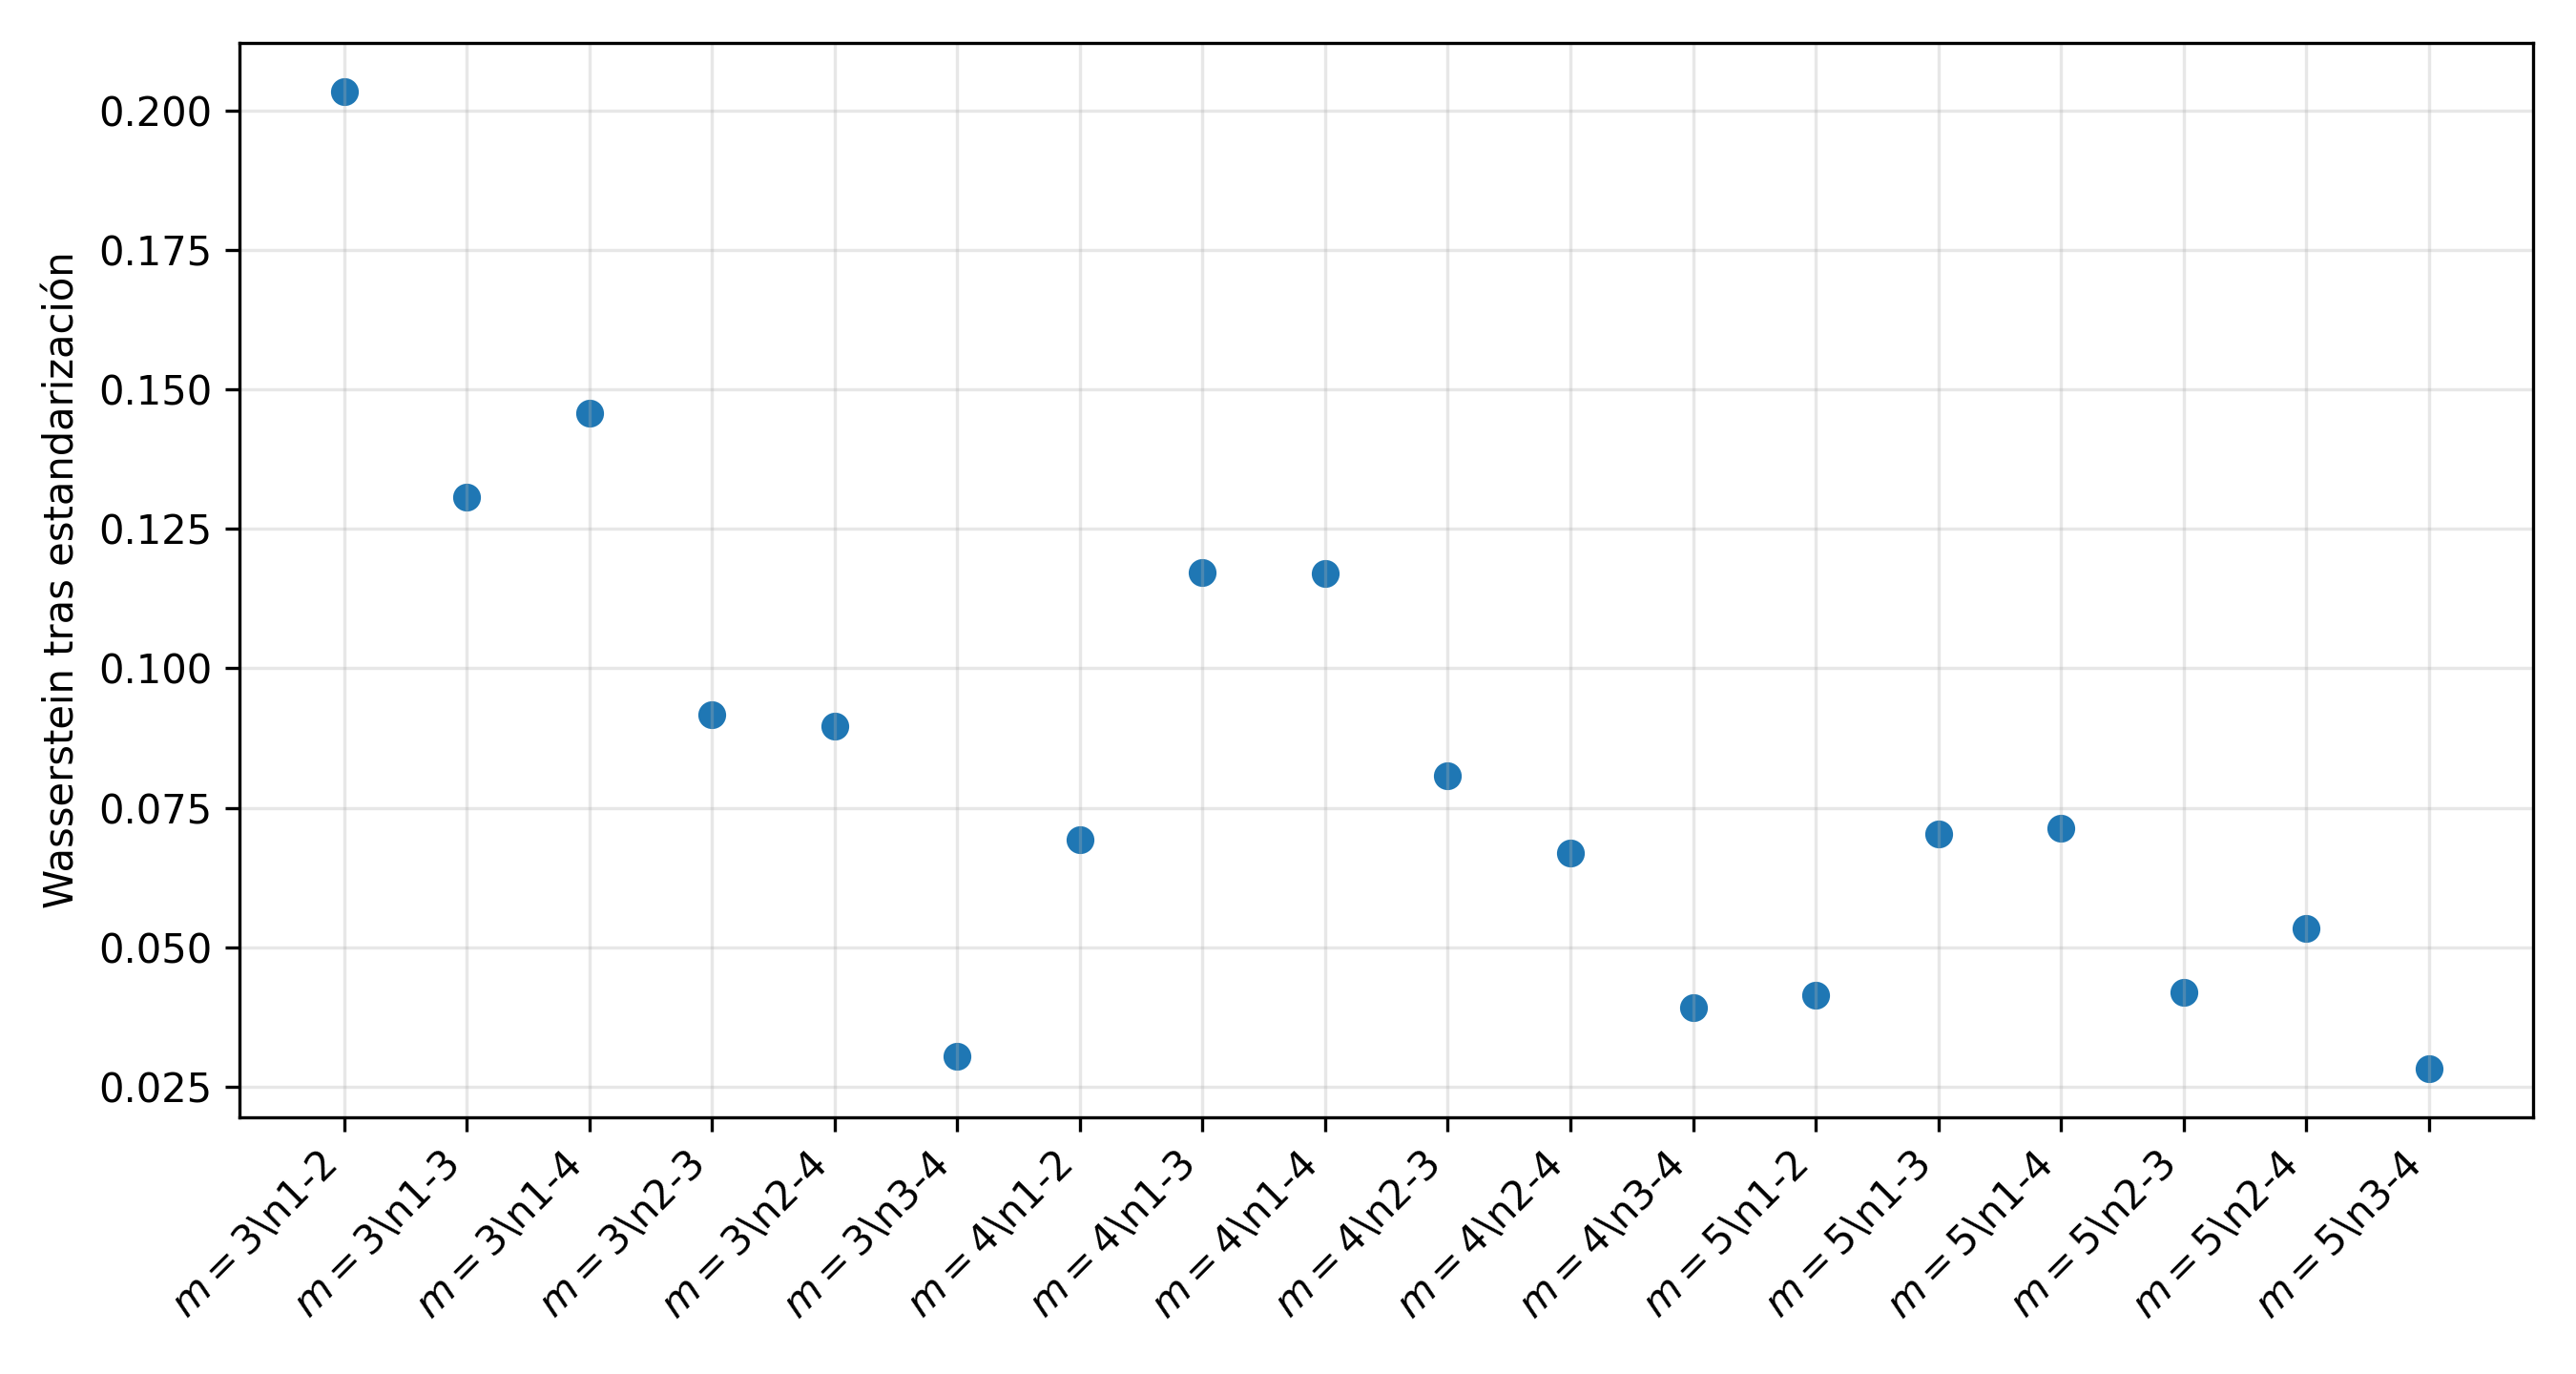 Wasserstein tras estandarización
0.200
0.175
0.150
0.125
0.100
0.075
0.050
0.025
m = 3\n1-2
m = 3\n1-3
m = 3\n1-4
m = 3\n2-3
m = 3\n2-4
m = 3\n3-4
m = 4\n1-2
m = 4\n1-3
m = 4\n1-4
m = 4\n2-3
m = 4\n2-4
m = 4\n3-4
m = 5\n1-2
m = 5\n1-3
m = 5\n1-4
m = 5\n2-3
m = 5\n2-4
m = 5\n3-4